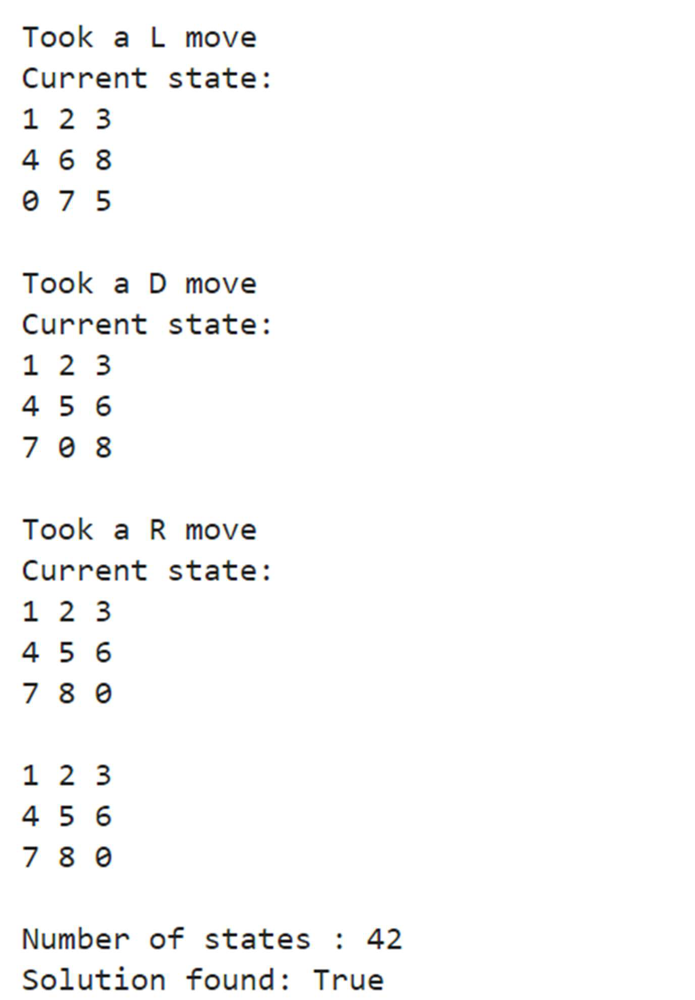 Took a L move
Current state:
1 2 3
4 6 8
0 7 5
Took a D move
Current state:
1 2 3
4 5 6
7 0 8
Took a R move
Current state:
1 2 3
4 5 6
7 8 0
1 2 3
4 5 6
7 8 0
Number of states : 42
Solution found: True